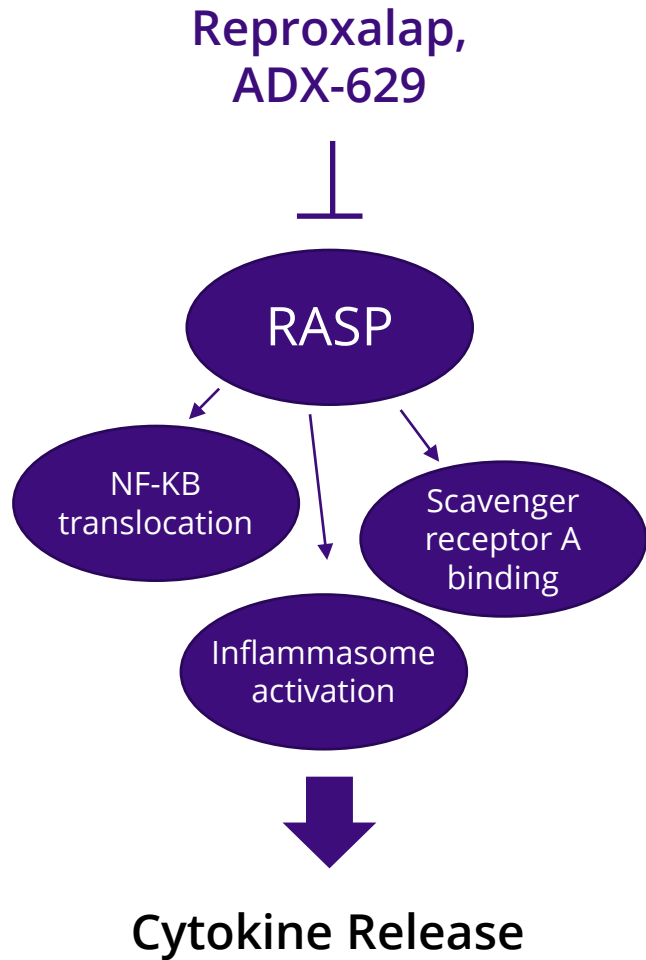 Reproxalap,
ADX-629
RASP
NF-KB
translocation
Scavenger
receptor A
binding
Inflammasome
activation
Cytokine Release